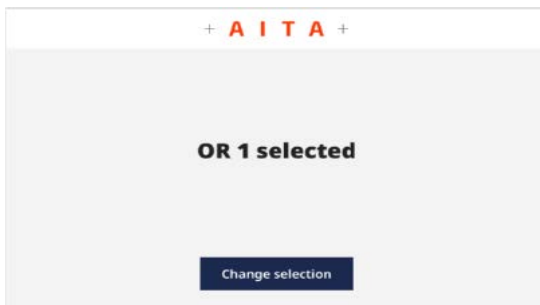 + A I T A +
OR 1 selected
Change selection